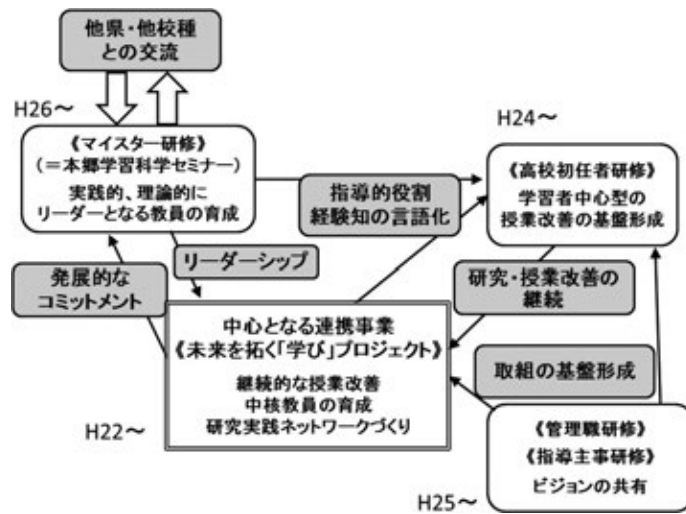 他県・他校種
との交流
H26～
《マイスター研修》
(＝本郷学習科学セミナー)
実践的、理論的に
リーダーとなる教員の育成
H24～
《高校初任者研修》
学習者中心型の
授業改善の基盤形成
指導的役割
経験知の言語化
リーダーシップ
発展的な
コミットメント
研究・授業改善の
継続
中心となる連携事業
《未来を拓く「学び」プロジェクト》
継続的な授業改善
中核教員の育成
研究実践ネットワークづくり
H22～
取組の基盤形成
《管理職研修》
《指導主事研修》
ビジョンの共有
H25～